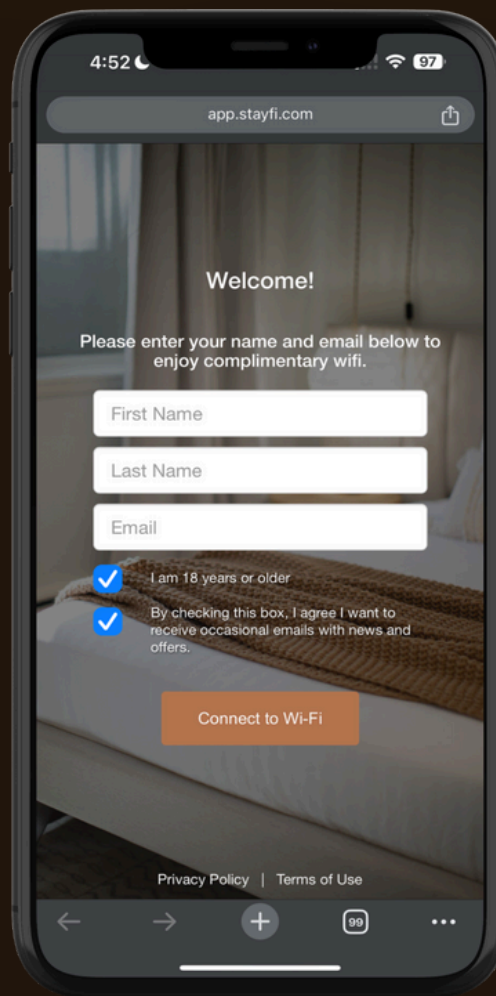 4:52
97
app.stayfi.com
Welcome!
Please enter your name and email below to
enjoy complimentary wifi.
First Name
Last Name
Email
I am 18 years or older
By checking this box, I agree I want to
receive occasional emails with news and
offers.
Connect to Wi-Fi
Privacy Policy | Terms of Use
99